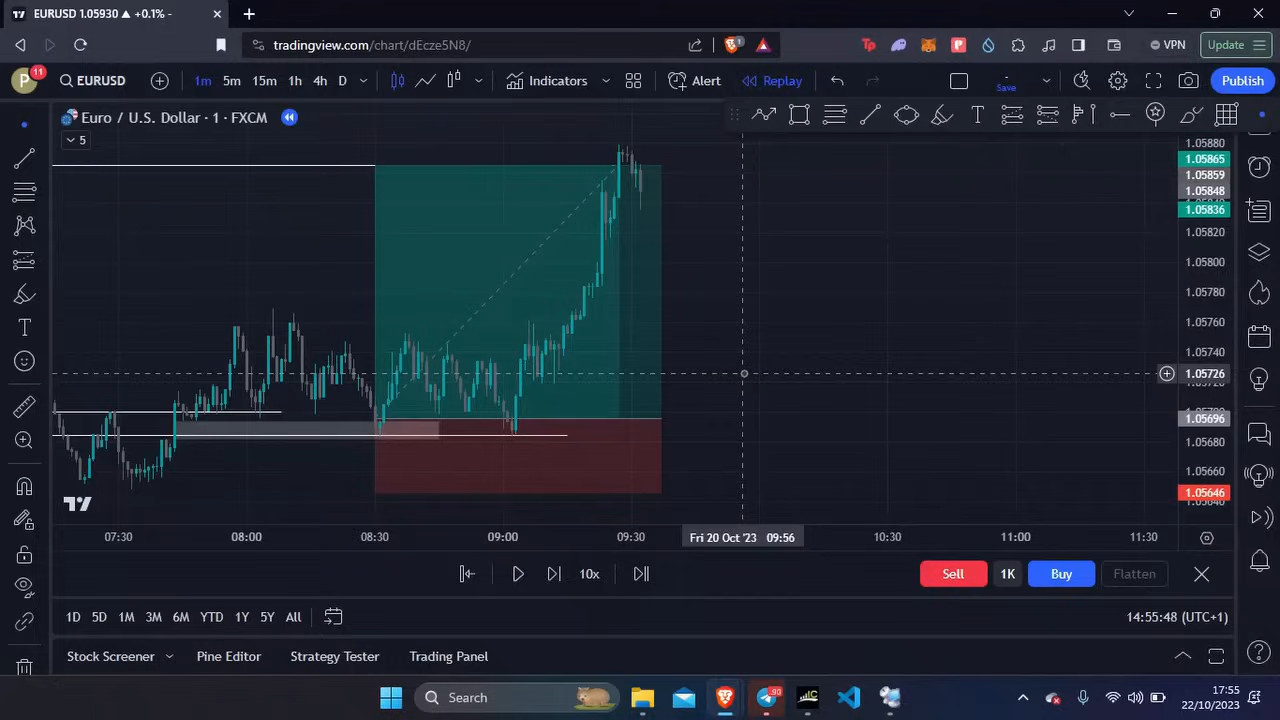 EURUSD 1.05930 ▲ +0.1% -
tradingview.com/chart/dEcze5N8/
1
VPN
Update
P
11
EURUSD
1m 5m 15m 1h 4h D
Indicators
Alert
Replay
Save
Publish
Euro / U.S. Dollar · 1 · FXCM
5
1.05880
1.05865
1.05859
1.05848
1.05836
1.05820
1.05800
1.05780
1.05760
1.05740
1.05726
1.05696
1.05680
1.05660
1.05646
07:30
08:00
08:30
09:00
09:30
Fri 20 Oct '23 09:56
10:30
11:00
11:30
10x
Sell
1K
Buy
Flatten
1D 5D 1M 3M 6M YTD 1Y 5Y All
14:55:48 (UTC+1)
Stock Screener
Pine Editor
Strategy Tester
Trading Panel
Search
90
17:55
22/10/2023